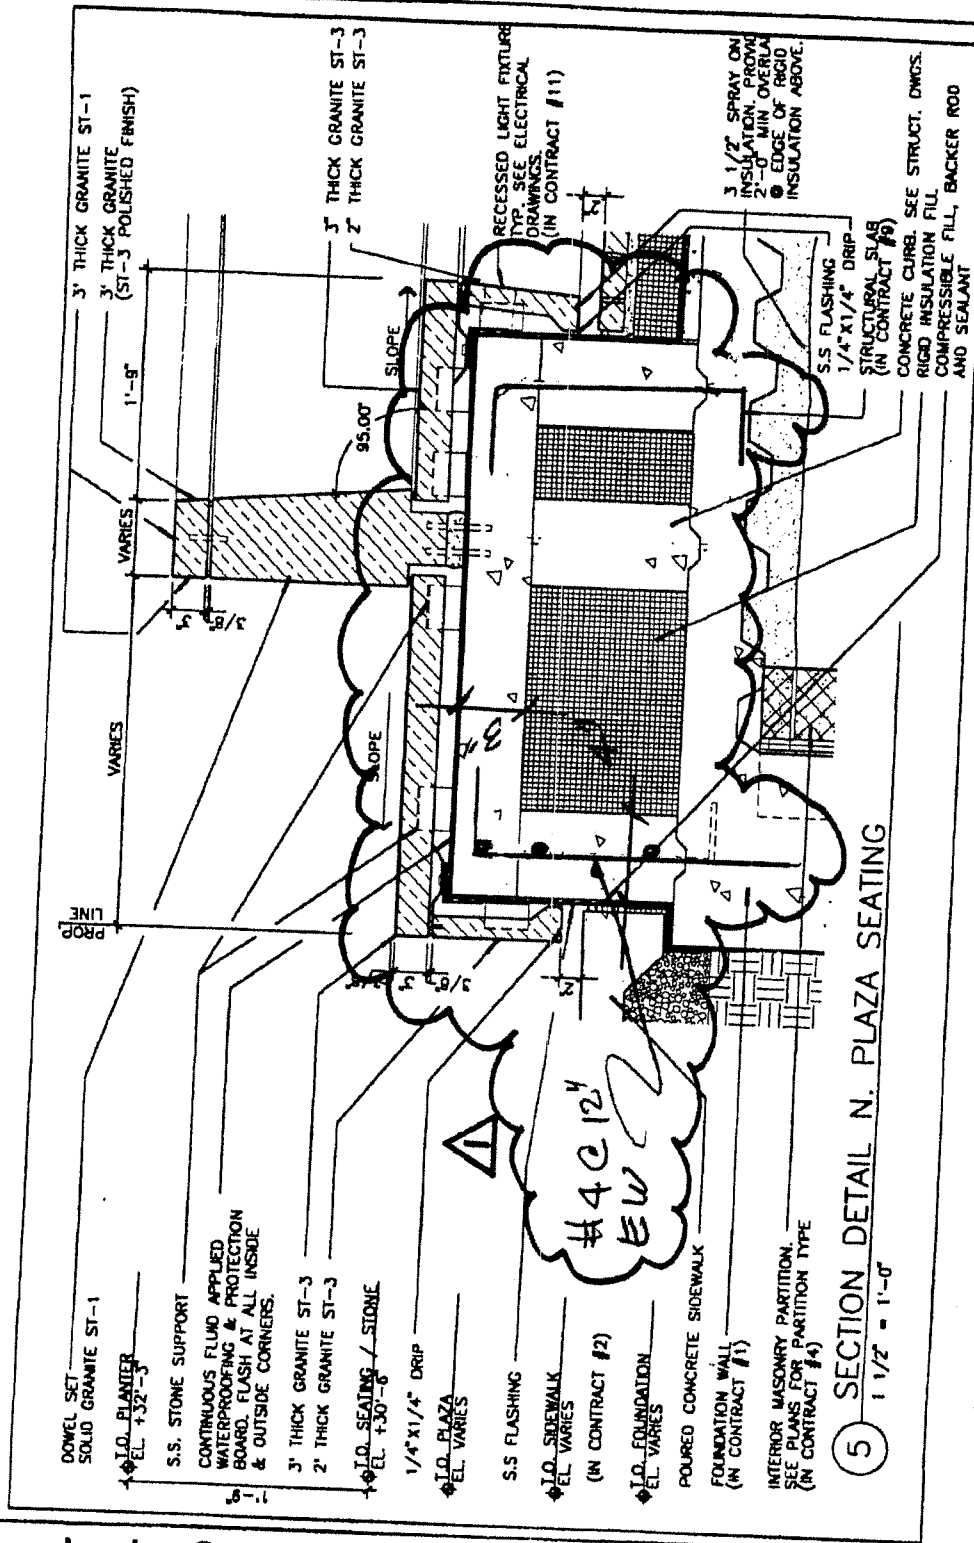 3" THICK GRANITE ST-1
3" THICK GRANITE
(ST-3 POLISHED FINISH)
3" THICK GRANITE ST-3
2" THICK GRANITE ST-3
RECESSED LIGHT FIXTURE
TYP. SEE ELECTRICAL
DRAWINGS.
(IN CONTRACT #11)
3 1/2" SPRAY ON
INSULATION. PROVID
2'-0" MIN OVERLAP
@ EDGE OF RIGID
INSULATION ABOVE.
S.S FLASHING
1/4"X1/4" DRIP
STRUCTURAL SLAB
(IN CONTRACT #9)
CONCRETE CURB. SEE STRUCT. DWGS.
RIGID INSULATION FILL
COMPRESSIBLE FILL, BACKER ROD
AND SEALANT
1'-9"
VARIES
VARIES
PROP
LINE
3"
3/8"
95.00°
SLOPE
SLOPE
3"
3/8"
2"
2"
3"
4"
#4@12"
EW
1
DOWEL SET
SOLID GRANITE ST-1
T.O. PLANTER
EL. +32'-3"
S.S. STONE SUPPORT
CONTINUOUS FLUID APPLIED
WATERPROOFING & PROTECTION
BOARD. FLASH AT ALL INSIDE
& OUTSIDE CORNERS.
3" THICK GRANITE ST-3
2" THICK GRANITE ST-3
T.O. SEATING / STONE
EL. +30'-6"
1/4"X1/4" DRIP
T.O. PLAZA
EL. VARIES
S.S FLASHING
T.O. SIDEWALK
EL. VARIES
(IN CONTRACT #2)
T.O. FOUNDATION
EL. VARIES
POURED CONCRETE SIDEWALK
FOUNDATION WALL
(IN CONTRACT #1)
INTERIOR MASONRY PARTITION.
SEE PLANS FOR PARTITION TYPE
(IN CONTRACT #4)
5 SECTION DETAIL N. PLAZA SEATING
1 1/2" = 1'-0"